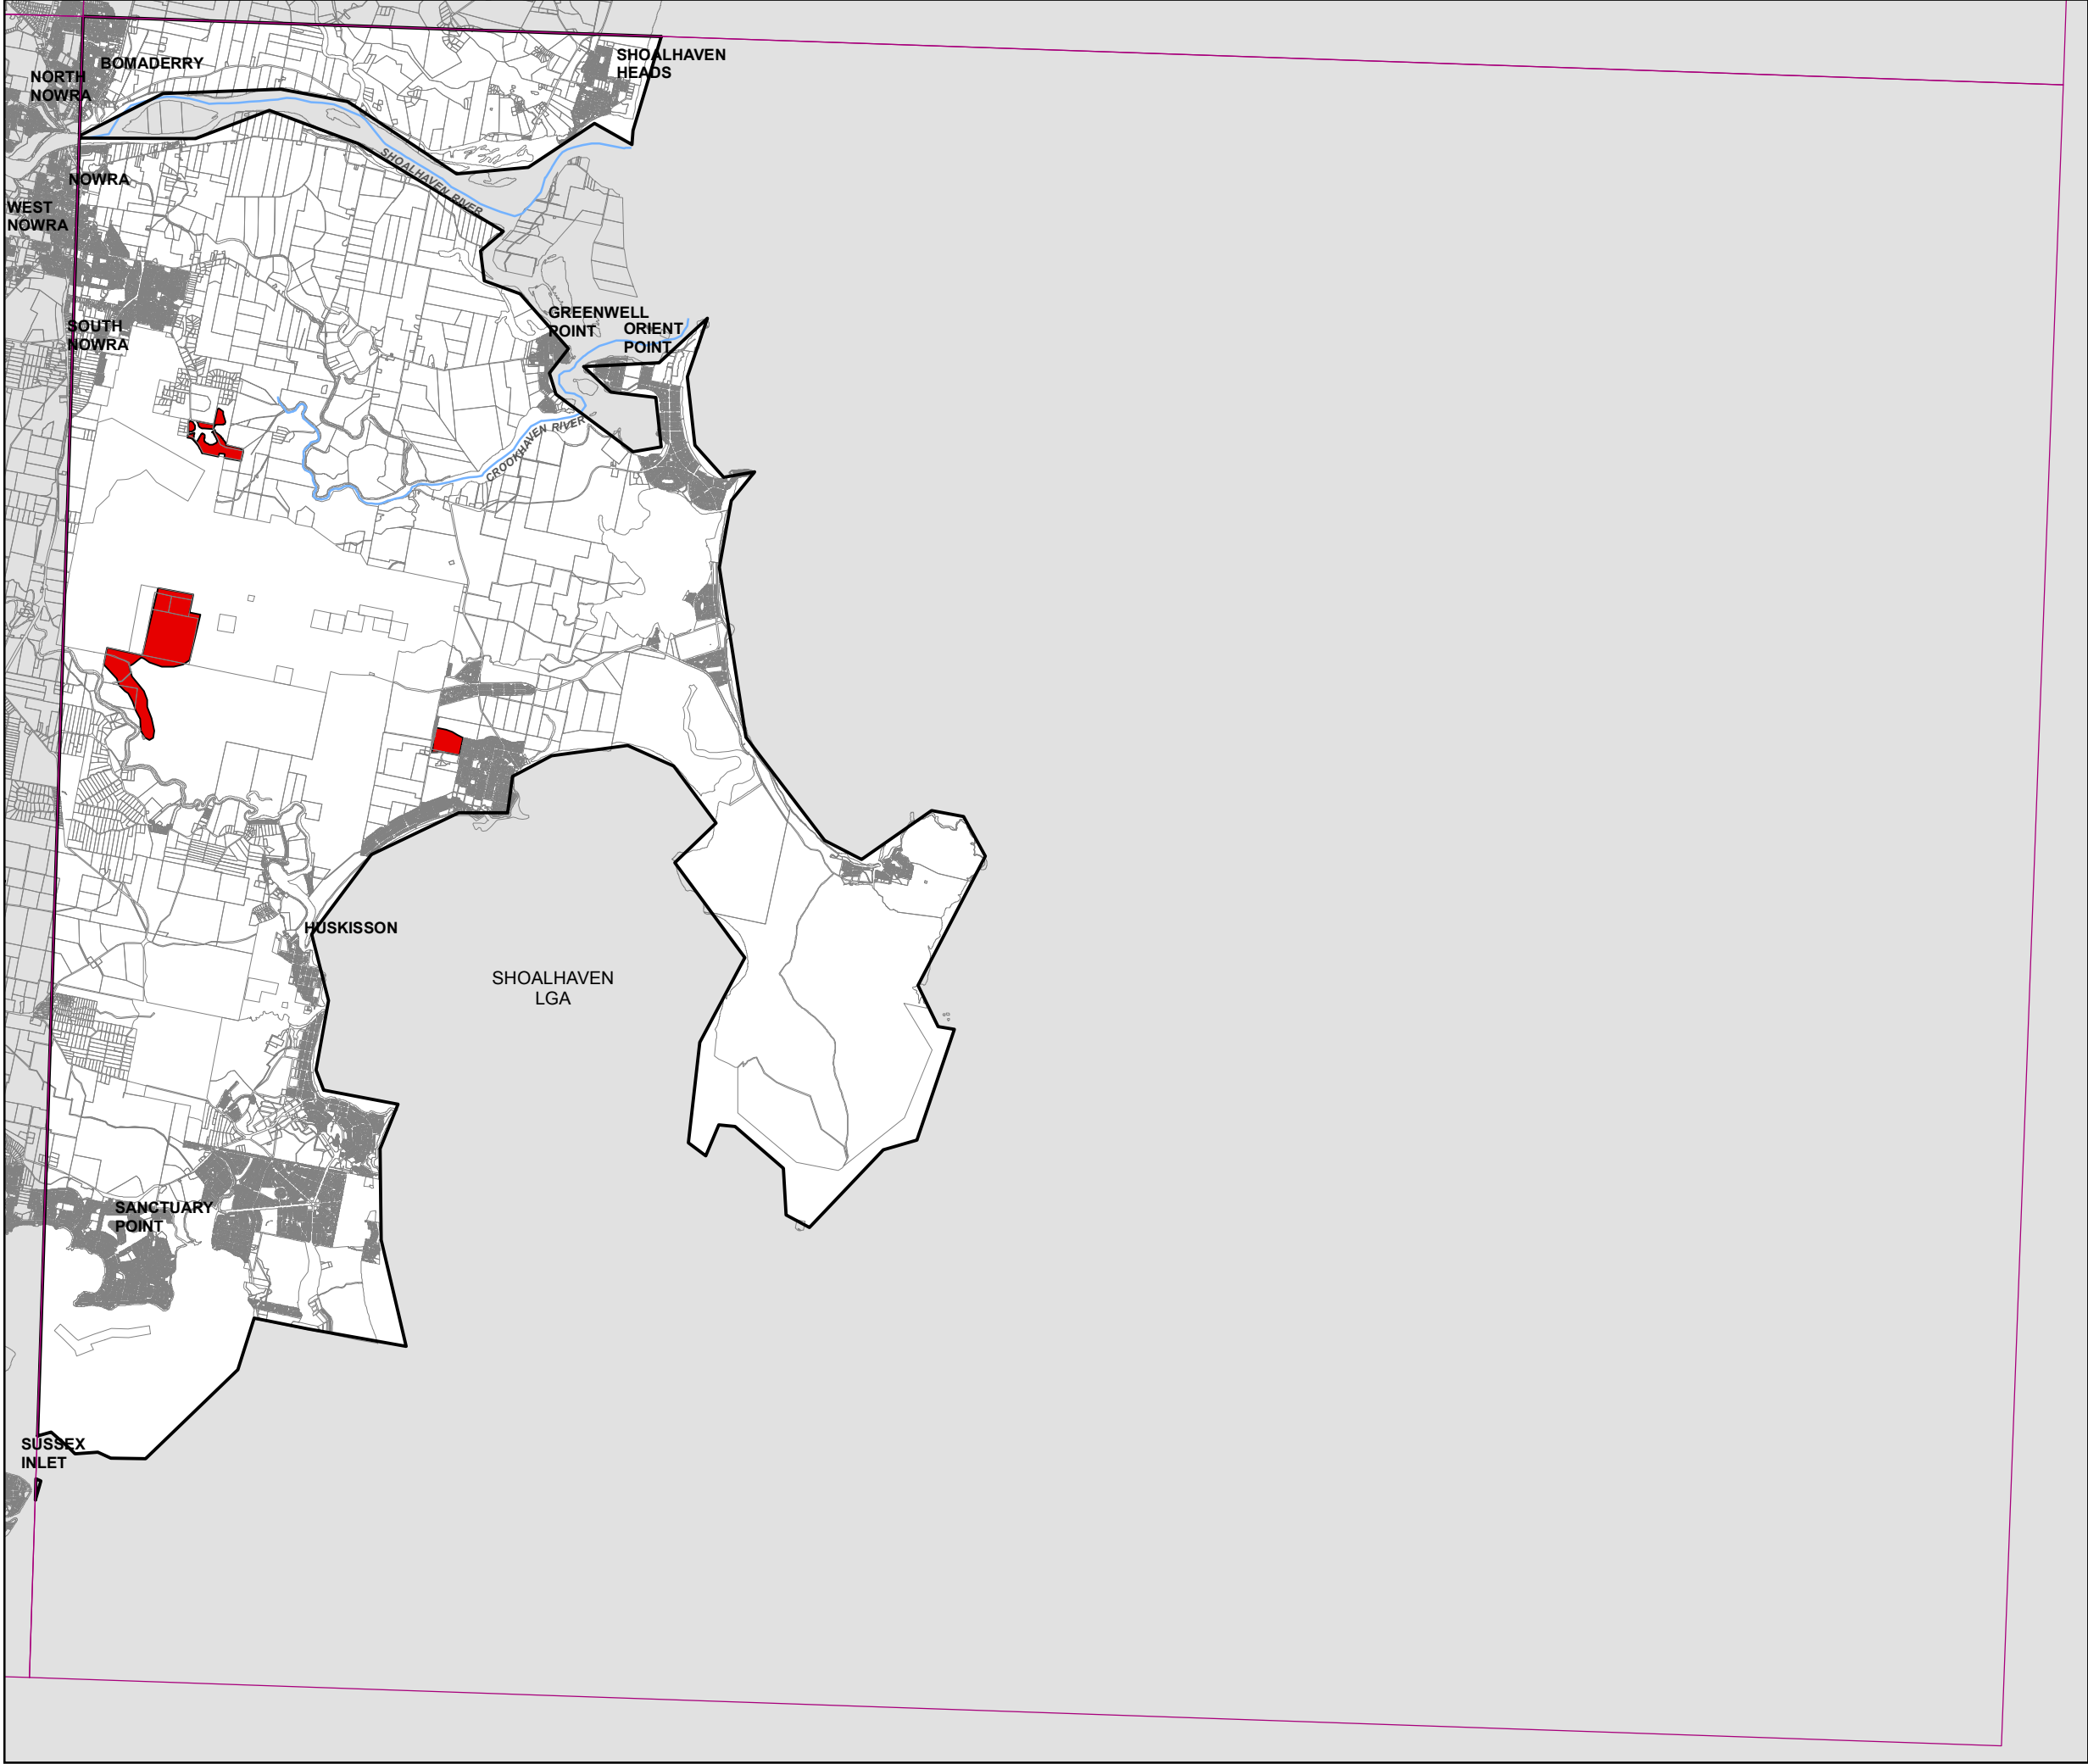 SHOALHAVEN
HEADS
BOMADERRY
NORTH
NOWRA
SHOALHAVEN RIVER
NOWRA
WEST
NOWRA
GREENWELL
POINT
ORIENT
POINT
SOUTH
NOWRA
CROOKHAVEN RIVER
HUSKISSON
SHOALHAVEN
LGA
SANCTUARY
POINT
SUSSEX
INLET